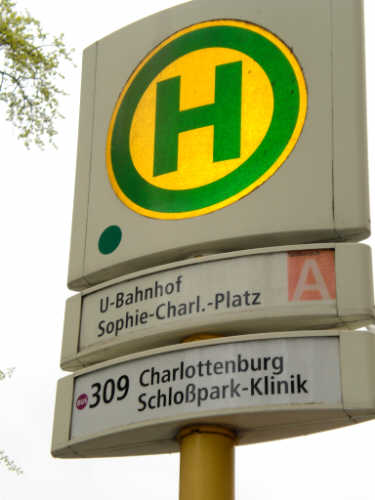 H
U-Bahnhof
Sophie-Charl.-Platz
A
309 Charlottenburg
Schloßpark-Klinik